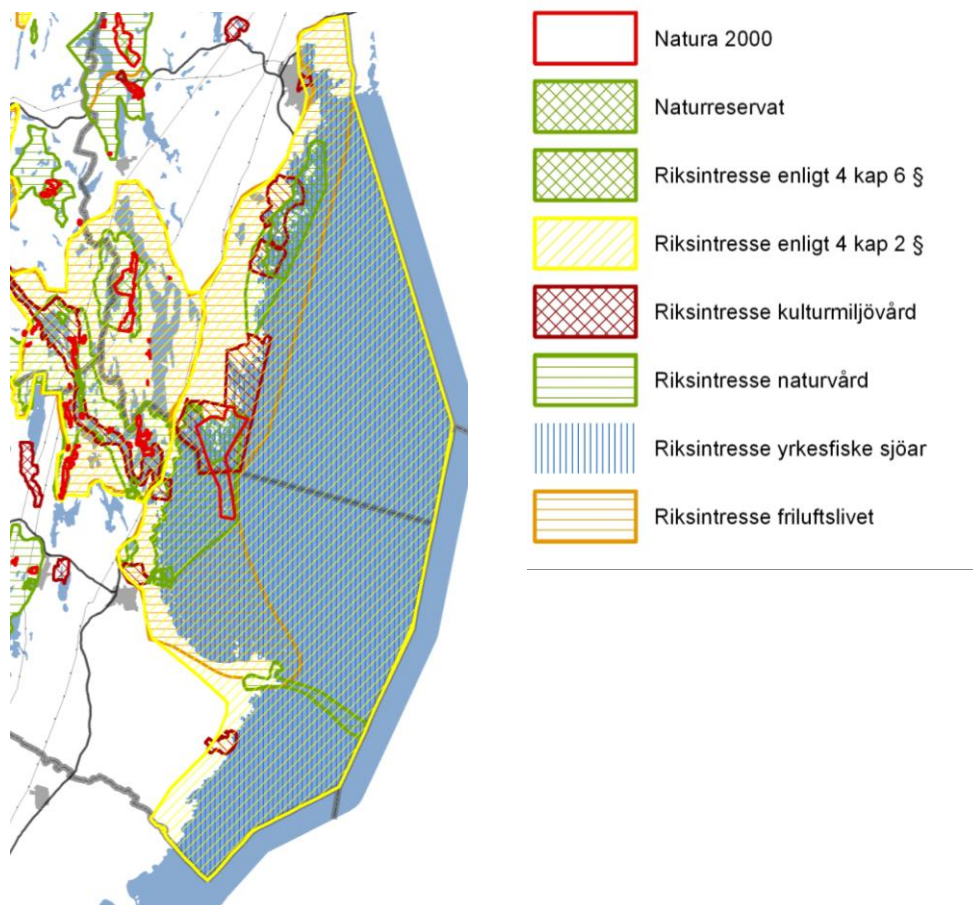 Natura 2000
Naturreservat
Riksintresse enligt 4 kap 6 §
Riksintresse enligt 4 kap 2 §
Riksintresse kulturmiljövård
Riksintresse naturvård
Riksintresse yrkesfiske sjöar
Riksintresse friluftslivet